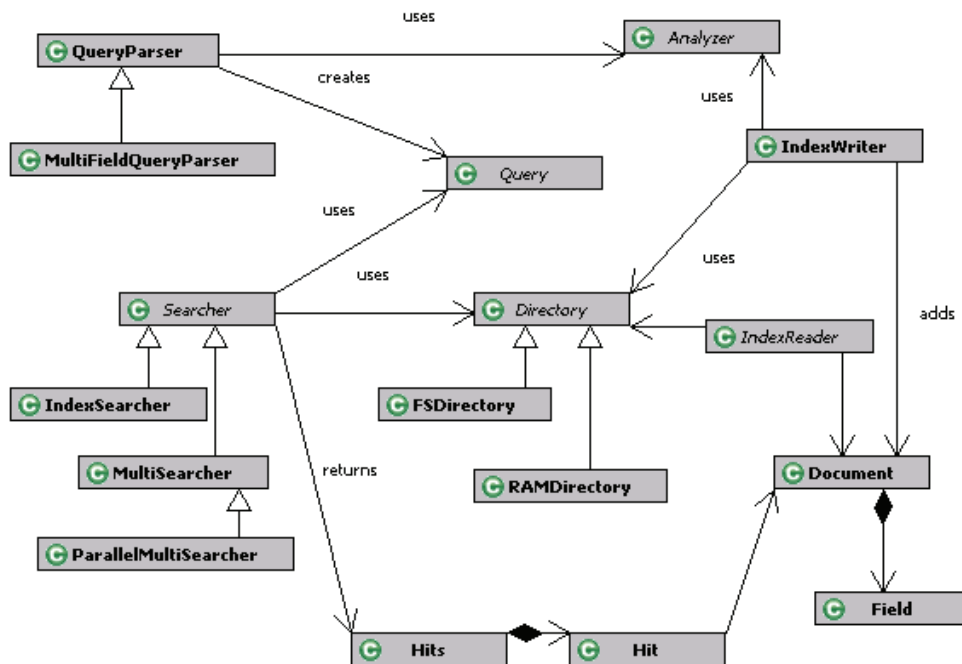 uses
C QueryParser
C Analyzer
creates
uses
C MultiFieldQueryParser
C IndexWriter
C Query
uses
uses
uses
C Searcher
C Directory
adds
C IndexReader
C IndexSearcher
C FSDirectory
C MultiSearcher
returns
C RAMDirectory
C Document
C ParallelMultiSearcher
C Field
C Hits
C Hit